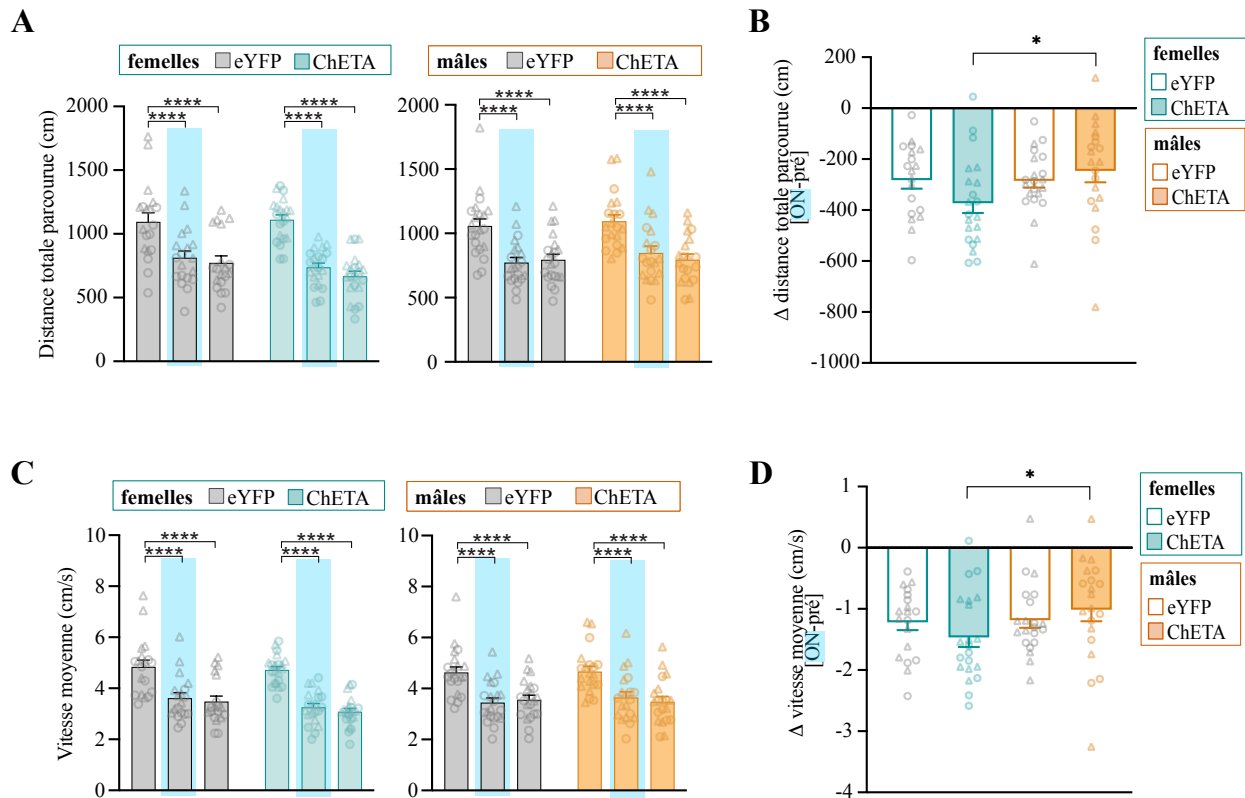 A
femelles eYFP ChETA
mâles eYFP ChETA
Distance totale parcourue (cm)
2000
1500
1000
500
0
**** **** **** ****
2000
1500
1000
500
0
**** **** **** ****
B
Δ distance totale parcourue (cm)
[ON-pré]
200
0
-200
-400
-600
-800
-1000
*
femelles
eYFP
ChETA
mâles
eYFP
ChETA
C
femelles eYFP ChETA
mâles eYFP ChETA
Vitesse moyenne (cm/s)
10
8
6
4
2
0
**** **** **** ****
10
8
6
4
2
0
**** **** **** ****
D
Δ vitesse moyenne (cm/s)
[ON-pré]
1
0
-1
-2
-3
-4
*
femelles
eYFP
ChETA
mâles
eYFP
ChETA